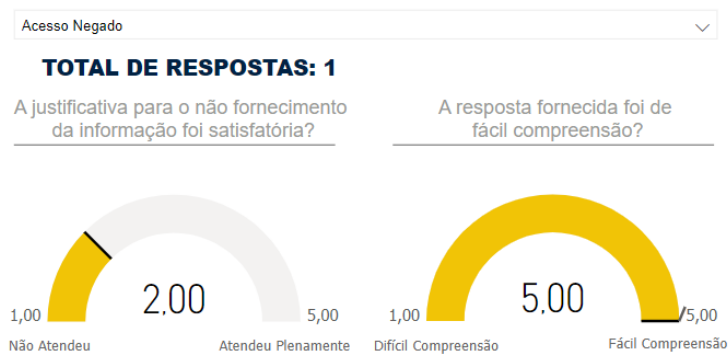 Acesso Negado
TOTAL DE RESPOSTAS: 1
A justificativa para o não fornecimento
da informação foi satisfatória?
A resposta fornecida foi de
fácil compreensão?
2,00
1,00
5,00
Não Atendeu
Atendeu Plenamente
5,00
1,00
5,00
Difícil Compreensão
Fácil Compreensão